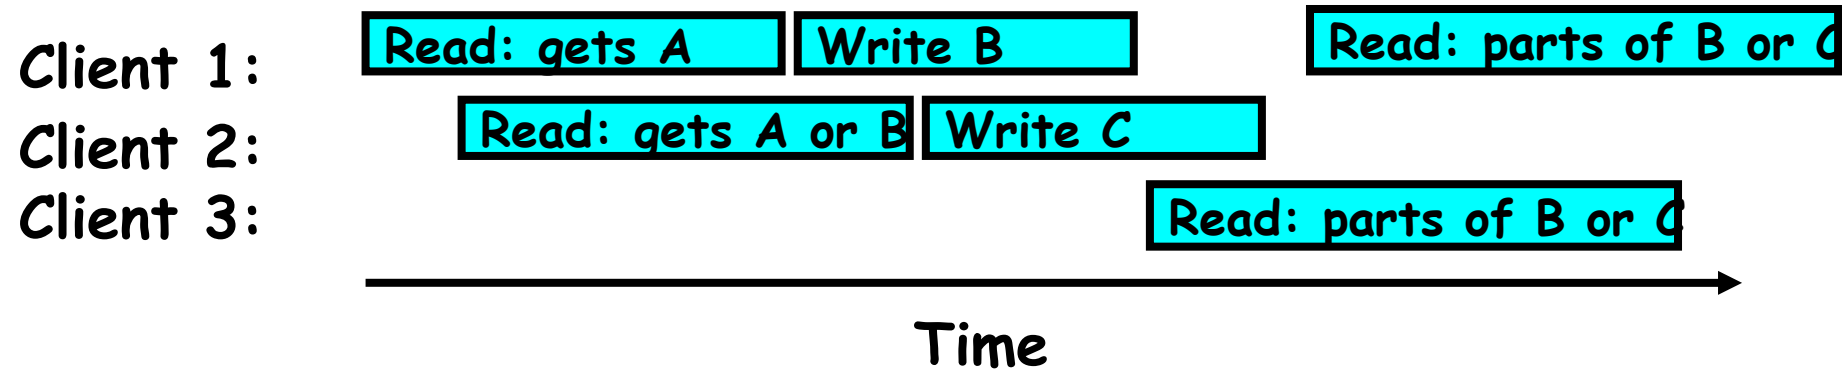 Client 1: Read: gets A Write B Read: parts of B or C
Client 2: Read: gets A or B Write C
Client 3: Read: parts of B or C
Time